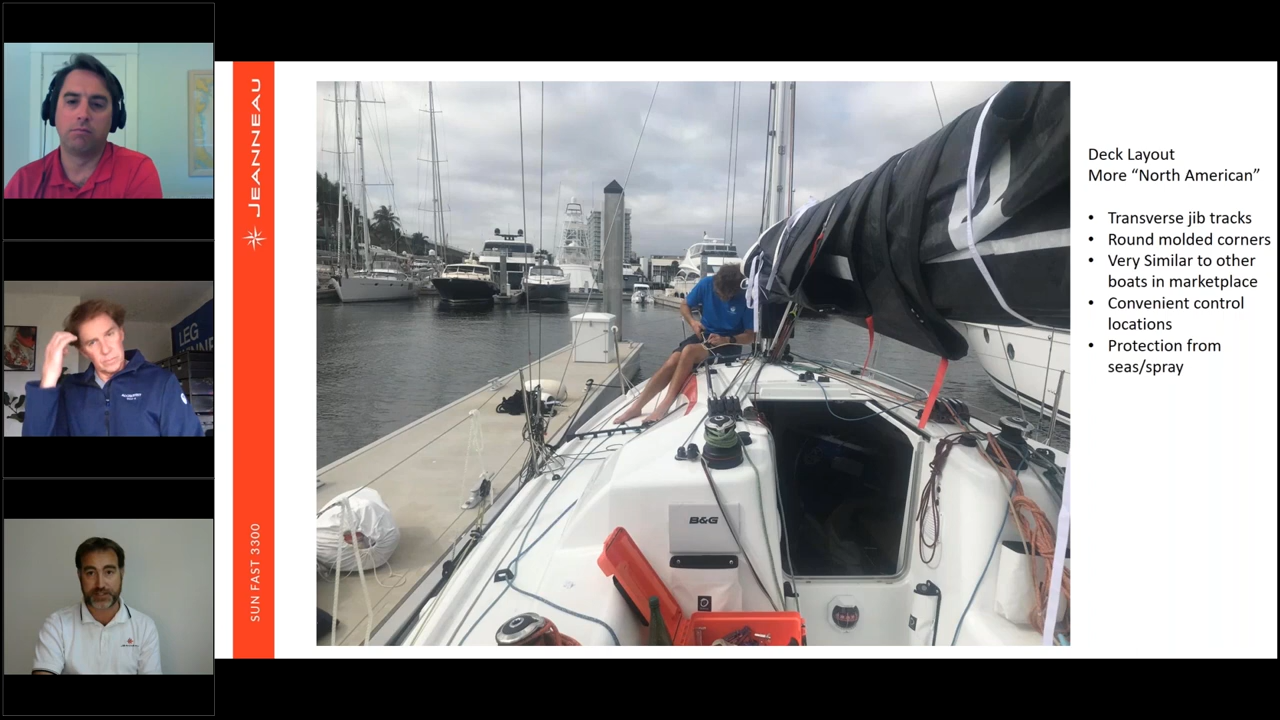 JEANNEAU
SUN FAST 3300
Deck Layout
More “North American”
• Transverse jib tracks
• Round molded corners
• Very Similar to other
boats in marketplace
• Convenient control
locations
• Protection from
seas/spray
B&G
LEG